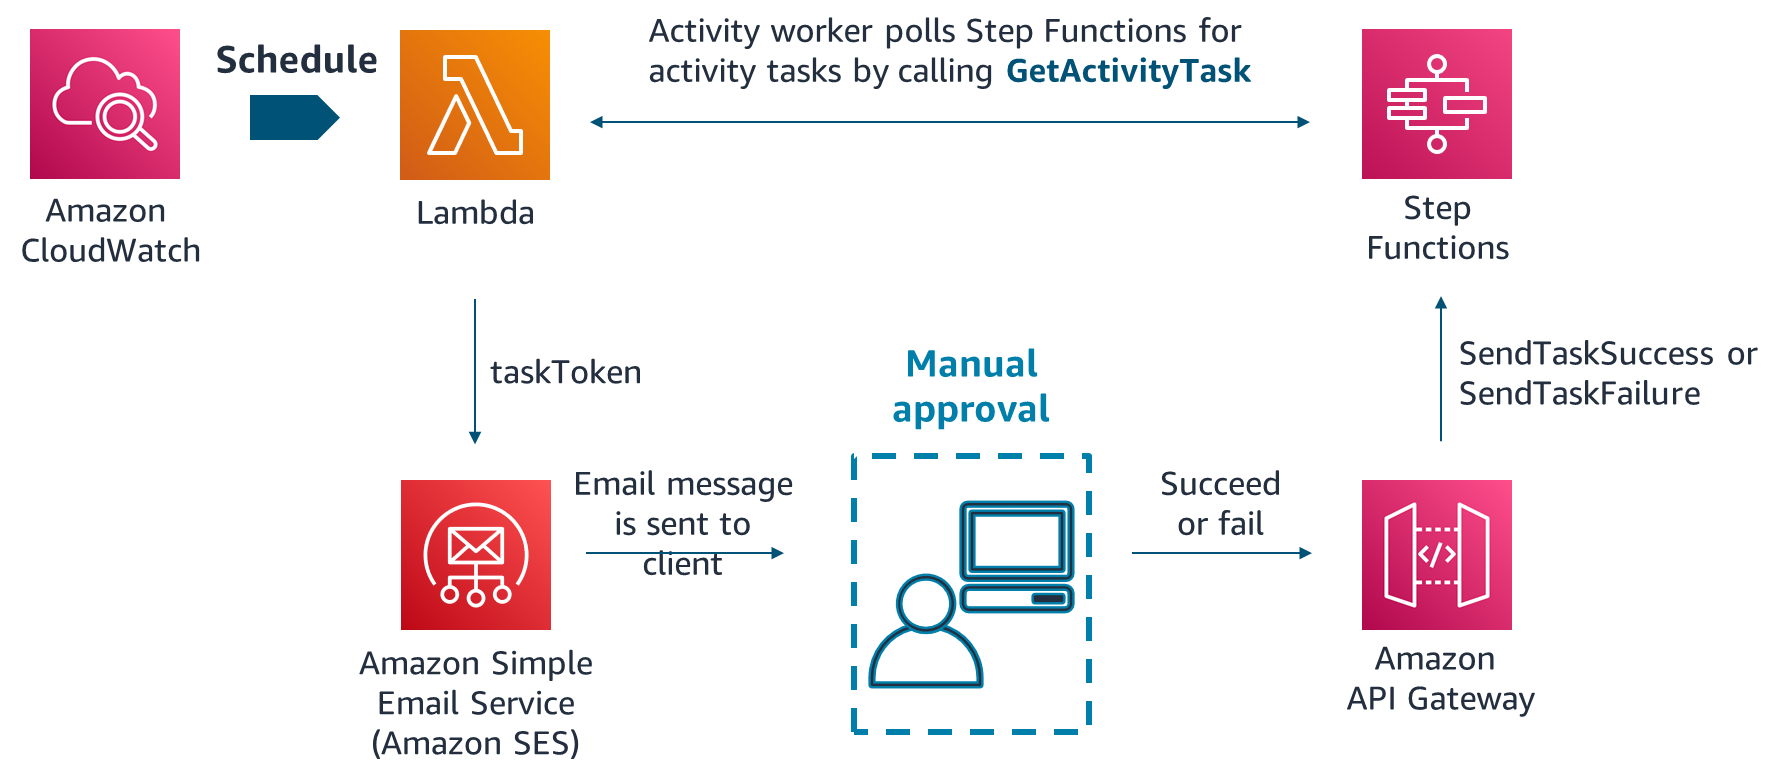 Schedule
Activity worker polls Step Functions for
activity tasks by calling GetActivityTask
Amazon
CloudWatch
Lambda
Step
Functions
taskToken
Manual
approval
SendTaskSuccess or
SendTaskFailure
Email message
is sent to
client
Succeed
or fail
Amazon Simple
Email Service
(Amazon SES)
Amazon
API Gateway